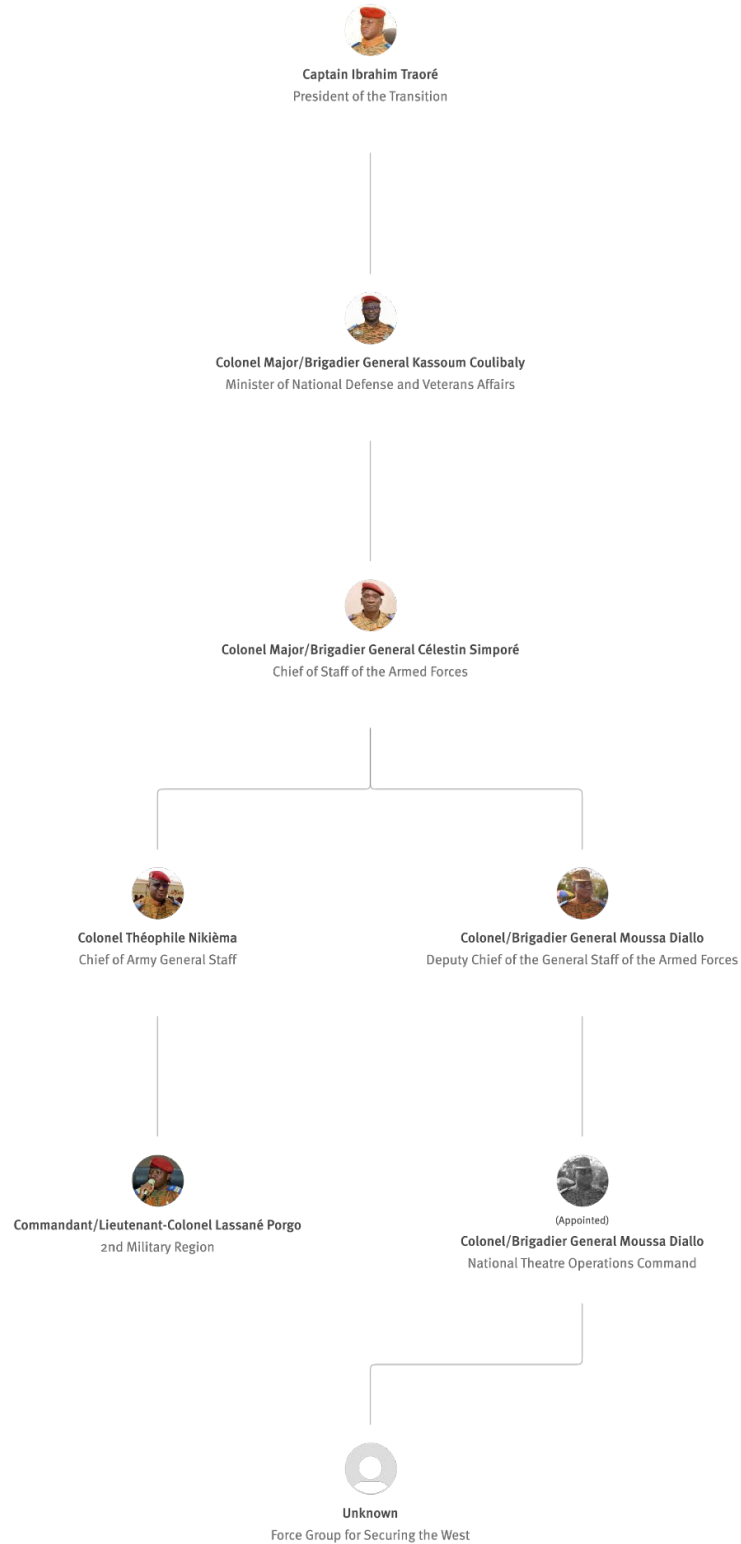 Captain Ibrahim Traoré
President of the Transition
Colonel Major/Brigadier General Kassoum Coulibaly
Minister of National Defense and Veterans Affairs
Colonel Major/Brigadier General Célestin Simporé
Chief of Staff of the Armed Forces
Colonel Théophile Nikièma
Chief of Army General Staff
Colonel/Brigadier General Moussa Diallo
Deputy Chief of the General Staff of the Armed Forces
Commandant/Lieutenant-Colonel Lassané Porgo
2nd Military Region
(Appointed)
Colonel/Brigadier General Moussa Diallo
National Theatre Operations Command
Unknown
Force Group for Securing the West